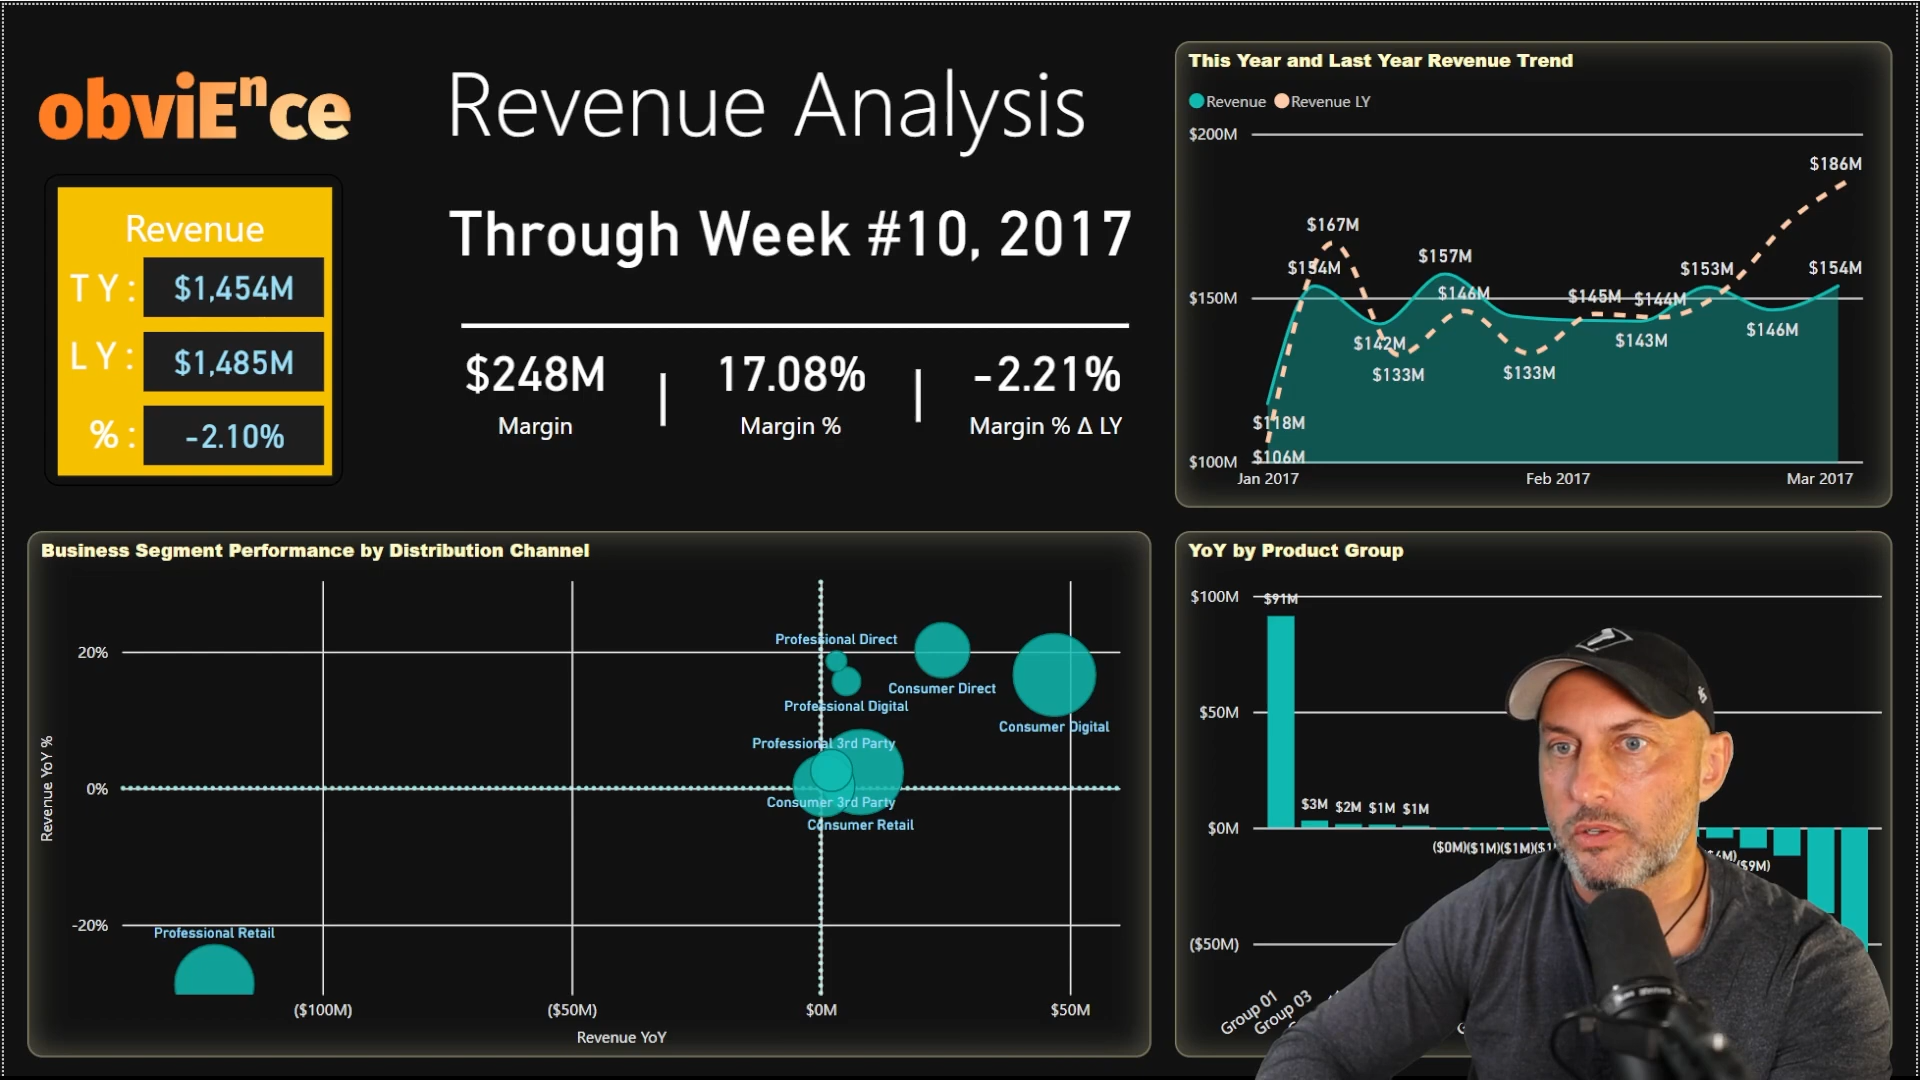 obviEnce
Revenue Analysis
Through Week #10, 2017
Revenue
TY: $1,454M
LY: $1,485M
%: -2.10%
$248M
Margin
17.08%
Margin %
-2.21%
Margin % Δ LY
This Year and Last Year Revenue Trend
Revenue Revenue LY
$200M
$186M
$167M
$157M
$154M
$153M
$154M
$150M
$146M
$145M
$144M
$142M
$143M
$146M
$133M
$133M
$118M
$106M
$100M
Jan 2017 Feb 2017 Mar 2017
Business Segment Performance by Distribution Channel
Revenue YoY %
20%
0%
-20%
Professional Direct
Consumer Direct
Professional Digital
Consumer Digital
Professional 3rd Party
Consumer 3rd Party
Consumer Retail
Professional Retail
($100M) ($50M) $0M $50M
Revenue YoY
YoY by Product Group
$100M
$91M
$50M
$3M $2M $1M $1M
$0M
($0M) ($1M) ($1M)
($9M)
($50M)
Group 01
Group 03